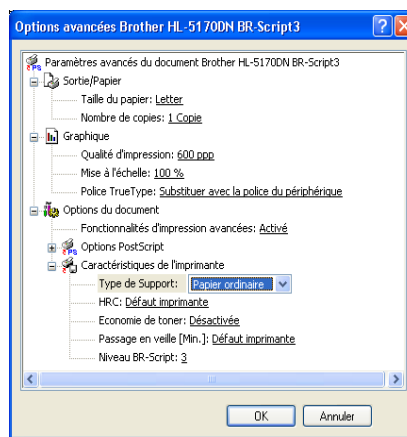 Options avancées Brother HL-5170DN BR-Script3
Paramètres avancés du document Brother HL-5170DN BR-Script3
Sortie/Papier
Taille du papier: Letter
Nombre de copies: 1 Copie
Graphique
Qualité d'impression: 600 ppp
Mise à l'échelle: 100 %
Police TrueType: Substituer avec la police du périphérique
Options du document
Fonctionnalités d'impression avancées: Activé
Options PostScript
Caractéristiques de l'imprimante
Type de Support: Papier ordinaire
HRC: Défaut imprimante
Economie de toner: Désactivée
Passage en veille [Min.]: Défaut imprimante
Niveau BR-Script: 3
OK Annuler